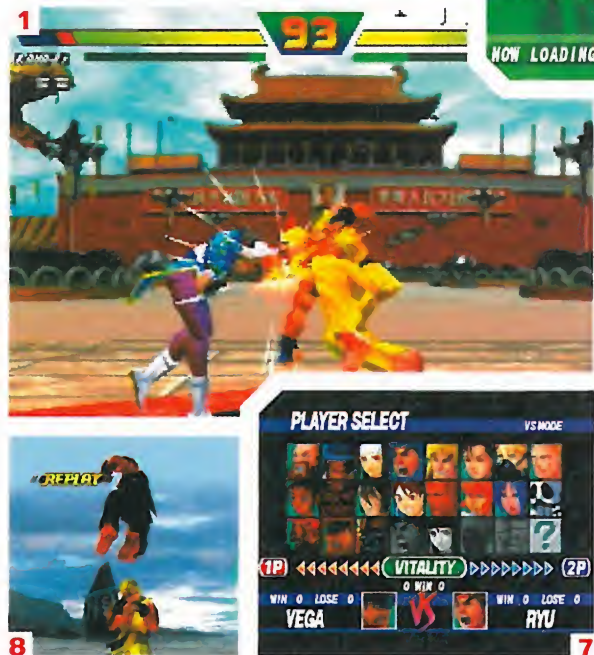 1
93
NOW LOADING
REPLAY
8
PLAYER SELECT
VS MODE
?
1P
VITALITY
2P
0 WIN 0
WIN 0 LOSE 0
VS
WIN 0 LOSE 0
VEGA
RYU
7